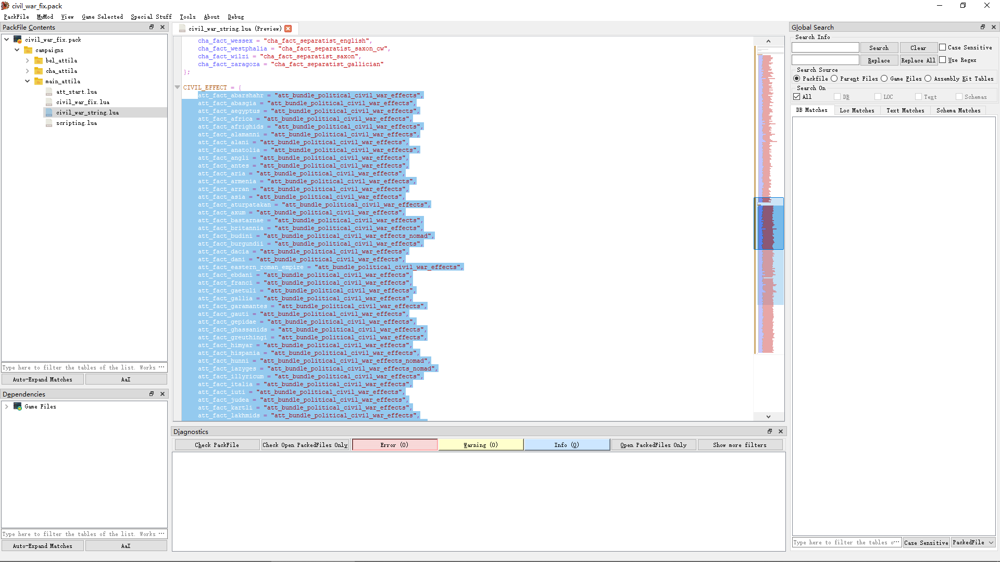 civil_war_fix.pack
PackFile MyMod View Game Selected Special Stuff Tools About Debug
PackFile Contents
civil_war_fix.pack
campaigns
bel_attila
cha_attila
main_attila
att_start.lua
civil_war_fix.lua
civil_war_string.lua
scripting.lua
Type here to filter the tables of the list. Works ···
Auto-Expand Matches AaI
Dependencies
Game Files
Type here to filter the tables of the list. Works ···
Auto-Expand Matches AaI
civil_war_string.lua (Preview)
cha_fact_wessex = "cha_fact_separatist_english",
cha_fact_westphalia = "cha_fact_separatist_saxon_cw",
cha_fact_wilzi = "cha_fact_separatist_saxon",
cha_fact_zaragoza = "cha_fact_separatist_gallician"
};
CIVIL_EFFECT = {
att_fact_abarshahr = "att_bundle_political_civil_war_effects",
att_fact_abasgia = "att_bundle_political_civil_war_effects",
att_fact_aegyptus = "att_bundle_political_civil_war_effects",
att_fact_africa = "att_bundle_political_civil_war_effects",
att_fact_afrighids = "att_bundle_political_civil_war_effects",
att_fact_alamanni = "att_bundle_political_civil_war_effects",
att_fact_alani = "att_bundle_political_civil_war_effects",
att_fact_anatolia = "att_bundle_political_civil_war_effects",
att_fact_angli = "att_bundle_political_civil_war_effects",
att_fact_antes = "att_bundle_political_civil_war_effects",
att_fact_aria = "att_bundle_political_civil_war_effects",
att_fact_armenia = "att_bundle_political_civil_war_effects",
att_fact_arran = "att_bundle_political_civil_war_effects",
att_fact_asia = "att_bundle_political_civil_war_effects",
att_fact_aturpatakan = "att_bundle_political_civil_war_effects",
att_fact_axum = "att_bundle_political_civil_war_effects",
att_fact_bastarnae = "att_bundle_political_civil_war_effects",
att_fact_britannia = "att_bundle_political_civil_war_effects",
att_fact_budini = "att_bundle_political_civil_war_effects_nomad",
att_fact_burgundii = "att_bundle_political_civil_war_effects",
att_fact_dacia = "att_bundle_political_civil_war_effects",
att_fact_dani = "att_bundle_political_civil_war_effects",
att_fact_eastern_roman_empire = "att_bundle_political_civil_war_effects",
att_fact_ebdani = "att_bundle_political_civil_war_effects",
att_fact_franci = "att_bundle_political_civil_war_effects",
att_fact_gaetuli = "att_bundle_political_civil_war_effects",
att_fact_gallia = "att_bundle_political_civil_war_effects",
att_fact_garamantes = "att_bundle_political_civil_war_effects",
att_fact_gauti = "att_bundle_political_civil_war_effects",
att_fact_gepidae = "att_bundle_political_civil_war_effects",
att_fact_ghassanids = "att_bundle_political_civil_war_effects",
att_fact_greuthingi = "att_bundle_political_civil_war_effects",
att_fact_himyar = "att_bundle_political_civil_war_effects",
att_fact_hispania = "att_bundle_political_civil_war_effects",
att_fact_hunni = "att_bundle_political_civil_war_effects_nomad",
att_fact_iazyges = "att_bundle_political_civil_war_effects_nomad",
att_fact_illyricum = "att_bundle_political_civil_war_effects",
att_fact_italia = "att_bundle_political_civil_war_effects",
att_fact_iuti = "att_bundle_political_civil_war_effects",
att_fact_judea = "att_bundle_political_civil_war_effects",
att_fact_kartli = "att_bundle_political_civil_war_effects",
att_fact_lakhmids = "att_bundle_political_civil_war_effects",
Diagnostics
Check PackFile Check Open PackedFiles Only Error (0) Warning (0) Info (0) Open PackedFiles Only Show more filters
Global Search
Search Info
Search Clear Case Sensitive
Replace Replace All Use Regex
Search Source
Packfile Parent Files Game Files Assembly Kit Tables
Search On
All DB LOC Text Schemas
DB Matches Loc Matches Text Matches Schema Matches
Type here to filter the tables o··· Case Sensitive PackedFile